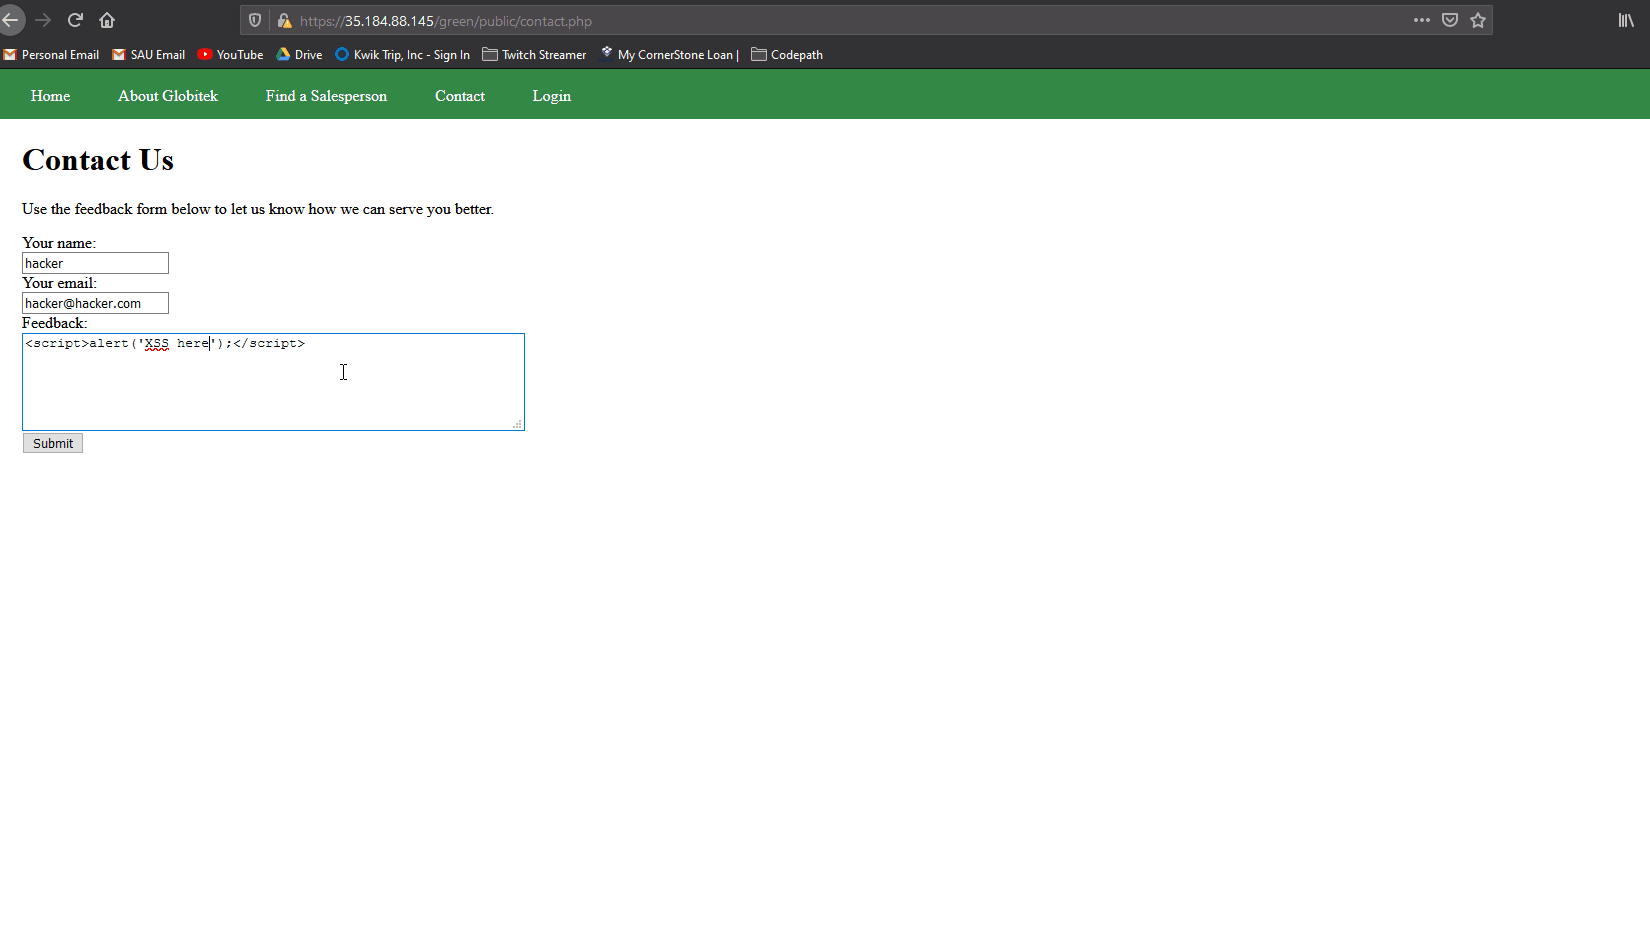 https://35.184.88.145/green/public/contact.php
Personal Email SAU Email YouTube Drive Kwik Trip, Inc - Sign In Twitch Streamer My CornerStone Loan | Codepath
Home About Globitek Find a Salesperson Contact Login
Contact Us
Use the feedback form below to let us know how we can serve you better.
Your name:
hacker
Your email:
hacker@hacker.com
Feedback:
<script>alert('XSS here');</script>
Submit